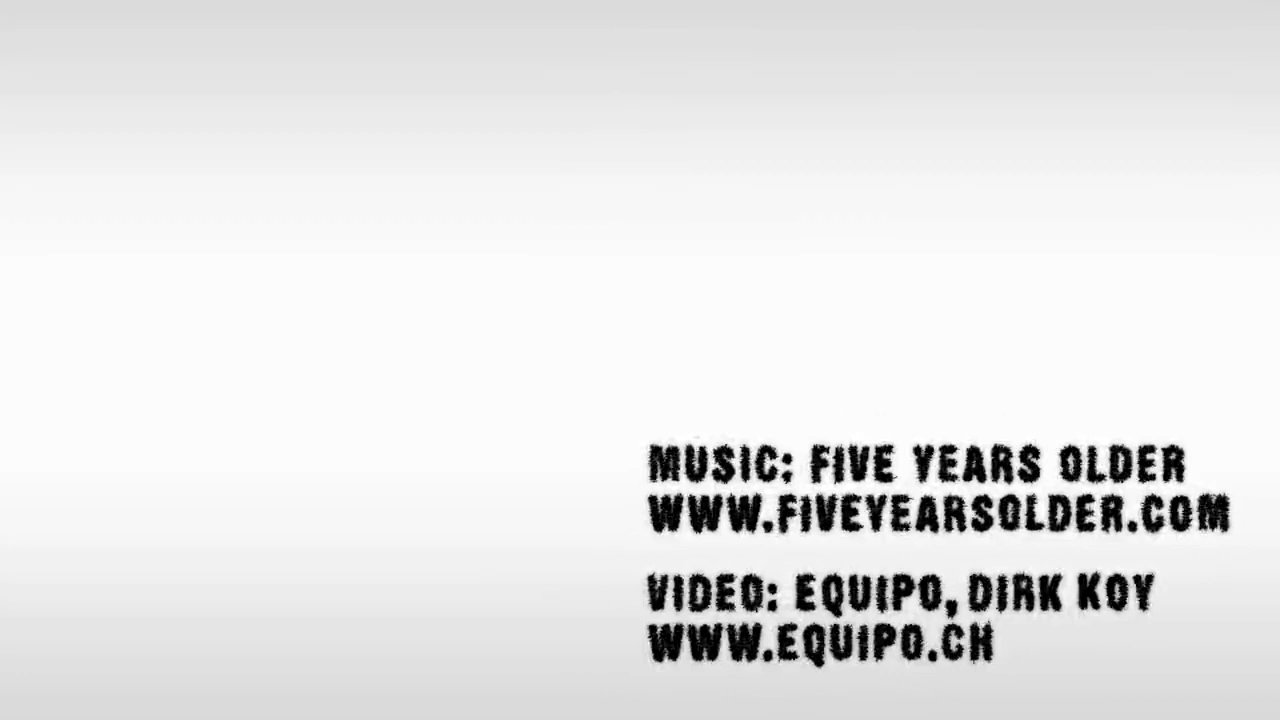 MUSIC: FIVE YEARS OLDER
WWW.FIVEYEARSOLDER.COM
VIDEO: EQUIPO, DIRK KOY
WWW.EQUIPO.CH